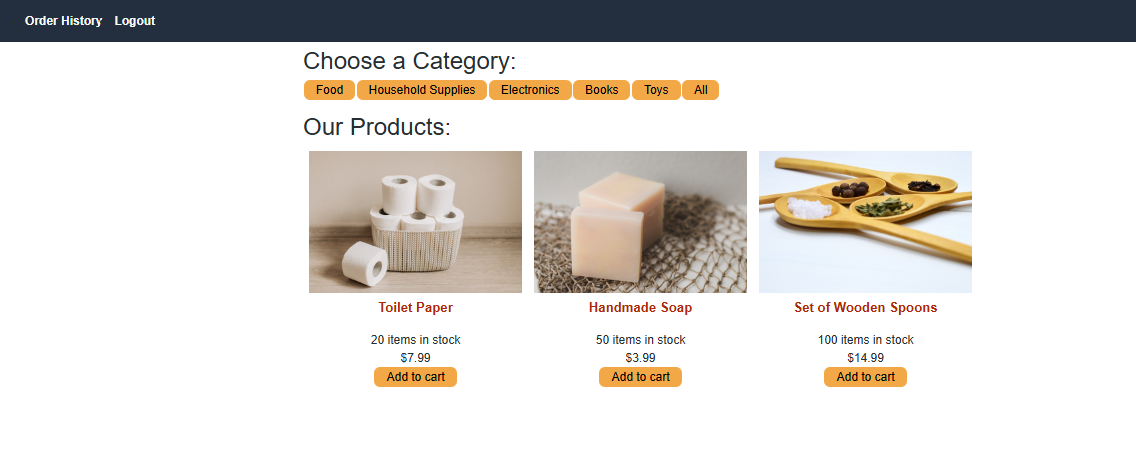 Order History Logout
Choose a Category:
Food Household Supplies Electronics Books Toys All
Our Products:
Toilet Paper
20 items in stock
$7.99
Add to cart
Handmade Soap
50 items in stock
$3.99
Add to cart
Set of Wooden Spoons
100 items in stock
$14.99
Add to cart